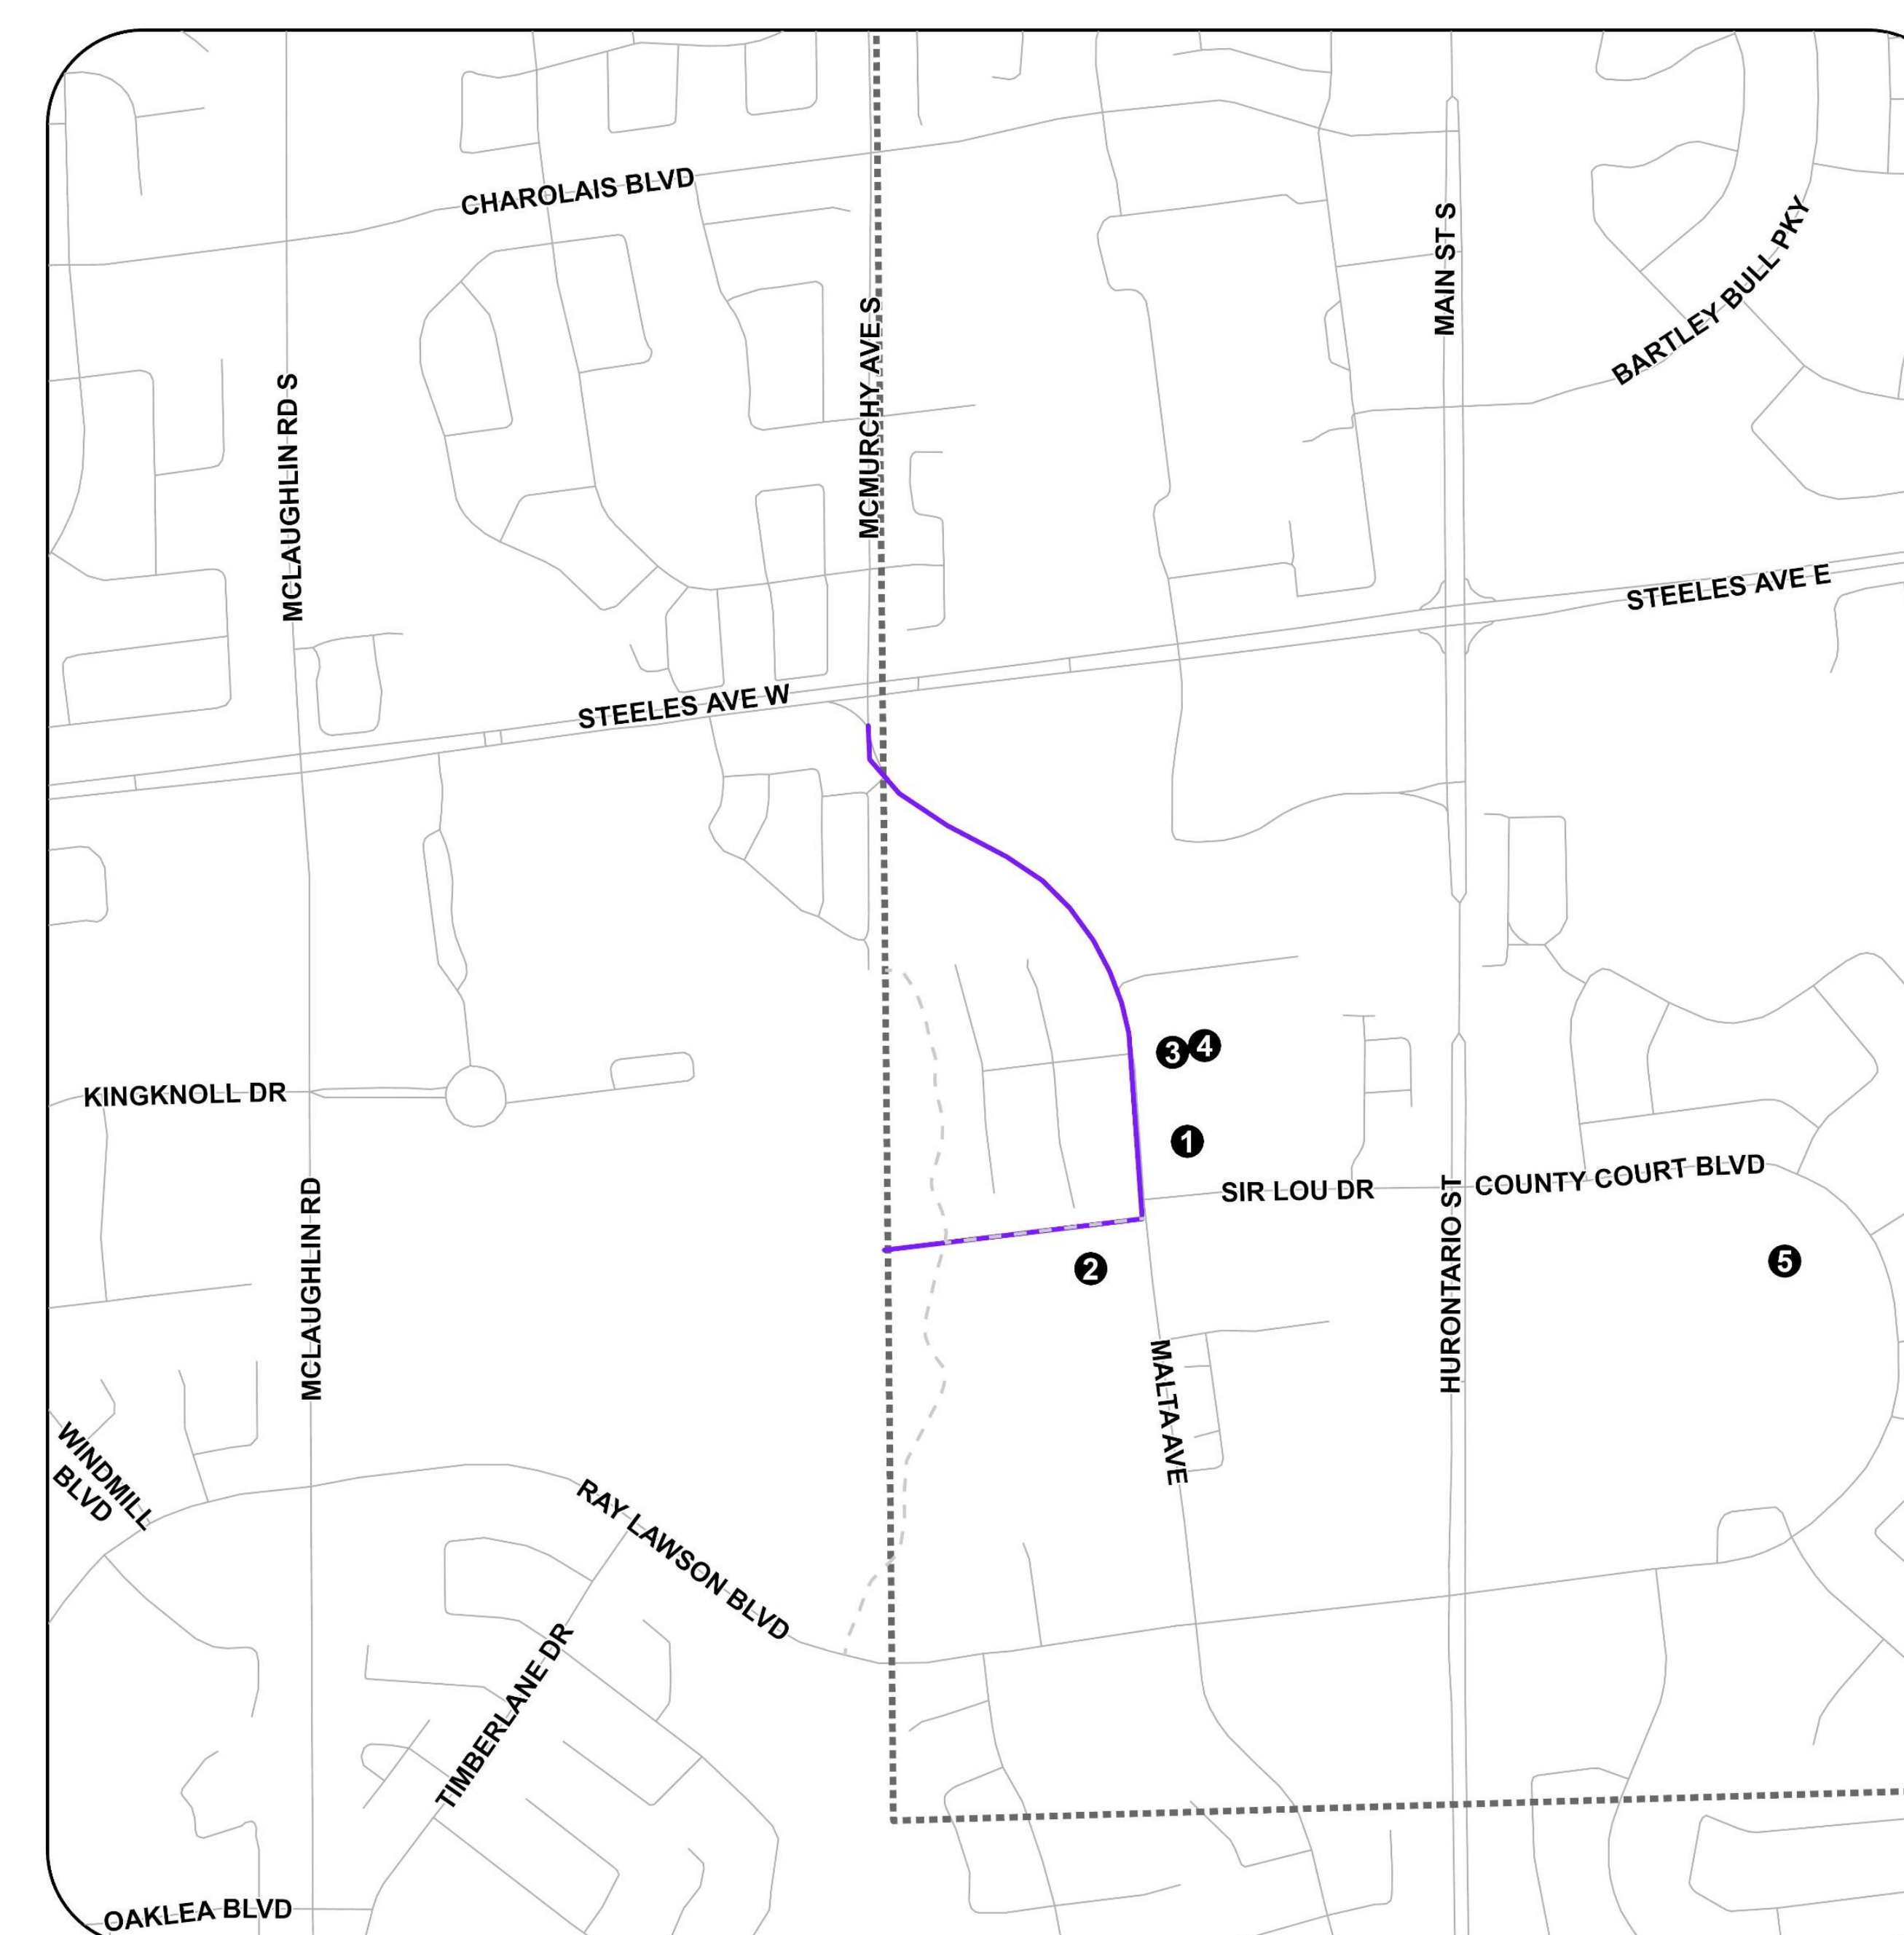 CHAROLAIS BLVD
MAIN ST S
BARTLEY BULL PKY
MCMURCHY AVE S
MCLAUGHLIN RD S
STEELES AVE E
STEELES AVE W
3
4
KINGKNOLL DR
1
SIR LOU DR
COUNTY COURT BLVD
MCLAUGHLIN RD
HURONTARIO ST
2
5
MALTA AVE
WINDMILL
BLVD
RAY LAWSON BLVD
TIMBERLANE DR
OAKLEA BLVD